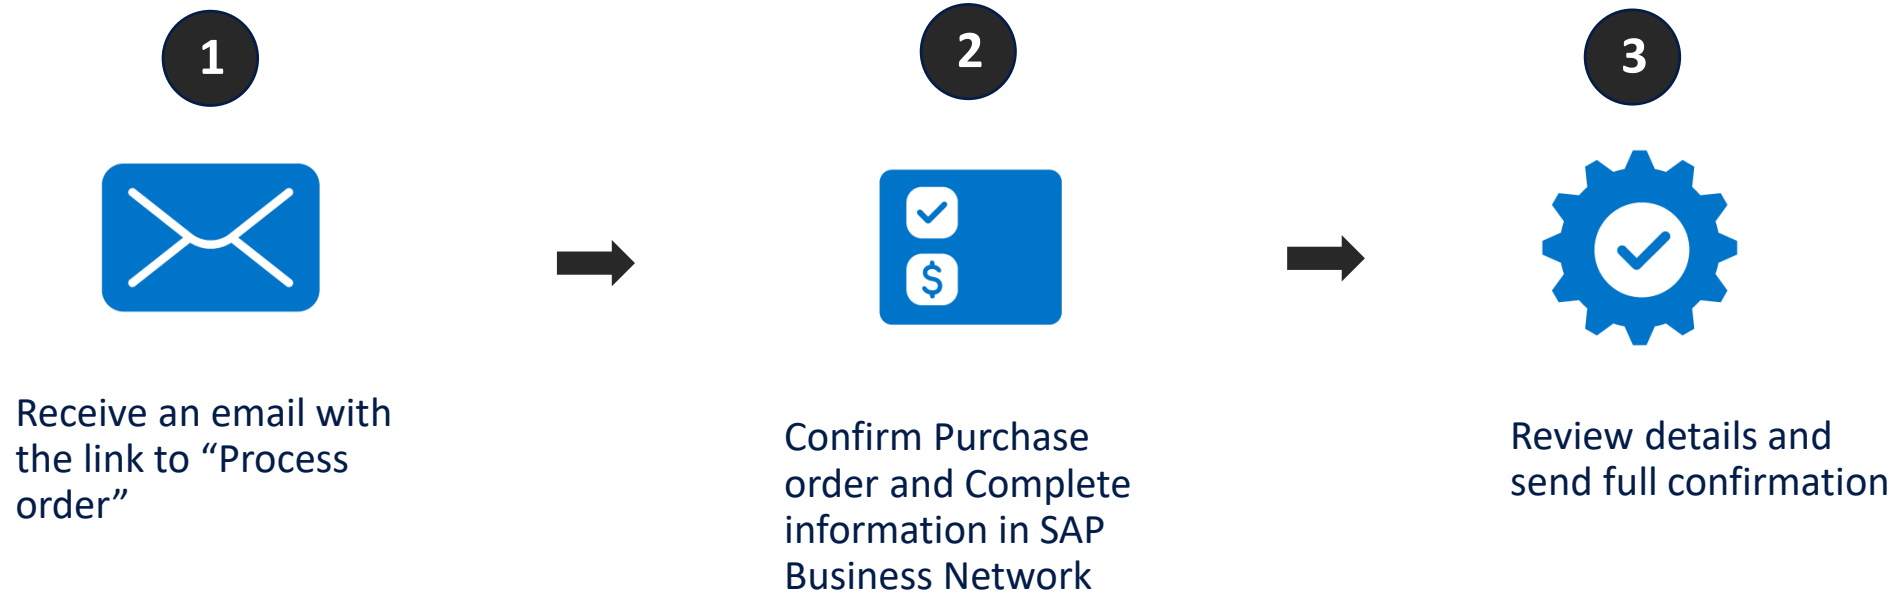 1
Receive an email with
the link to “Process
order”
2
$
Confirm Purchase
order and Complete
information in SAP
Business Network
3
Review details and
send full confirmation